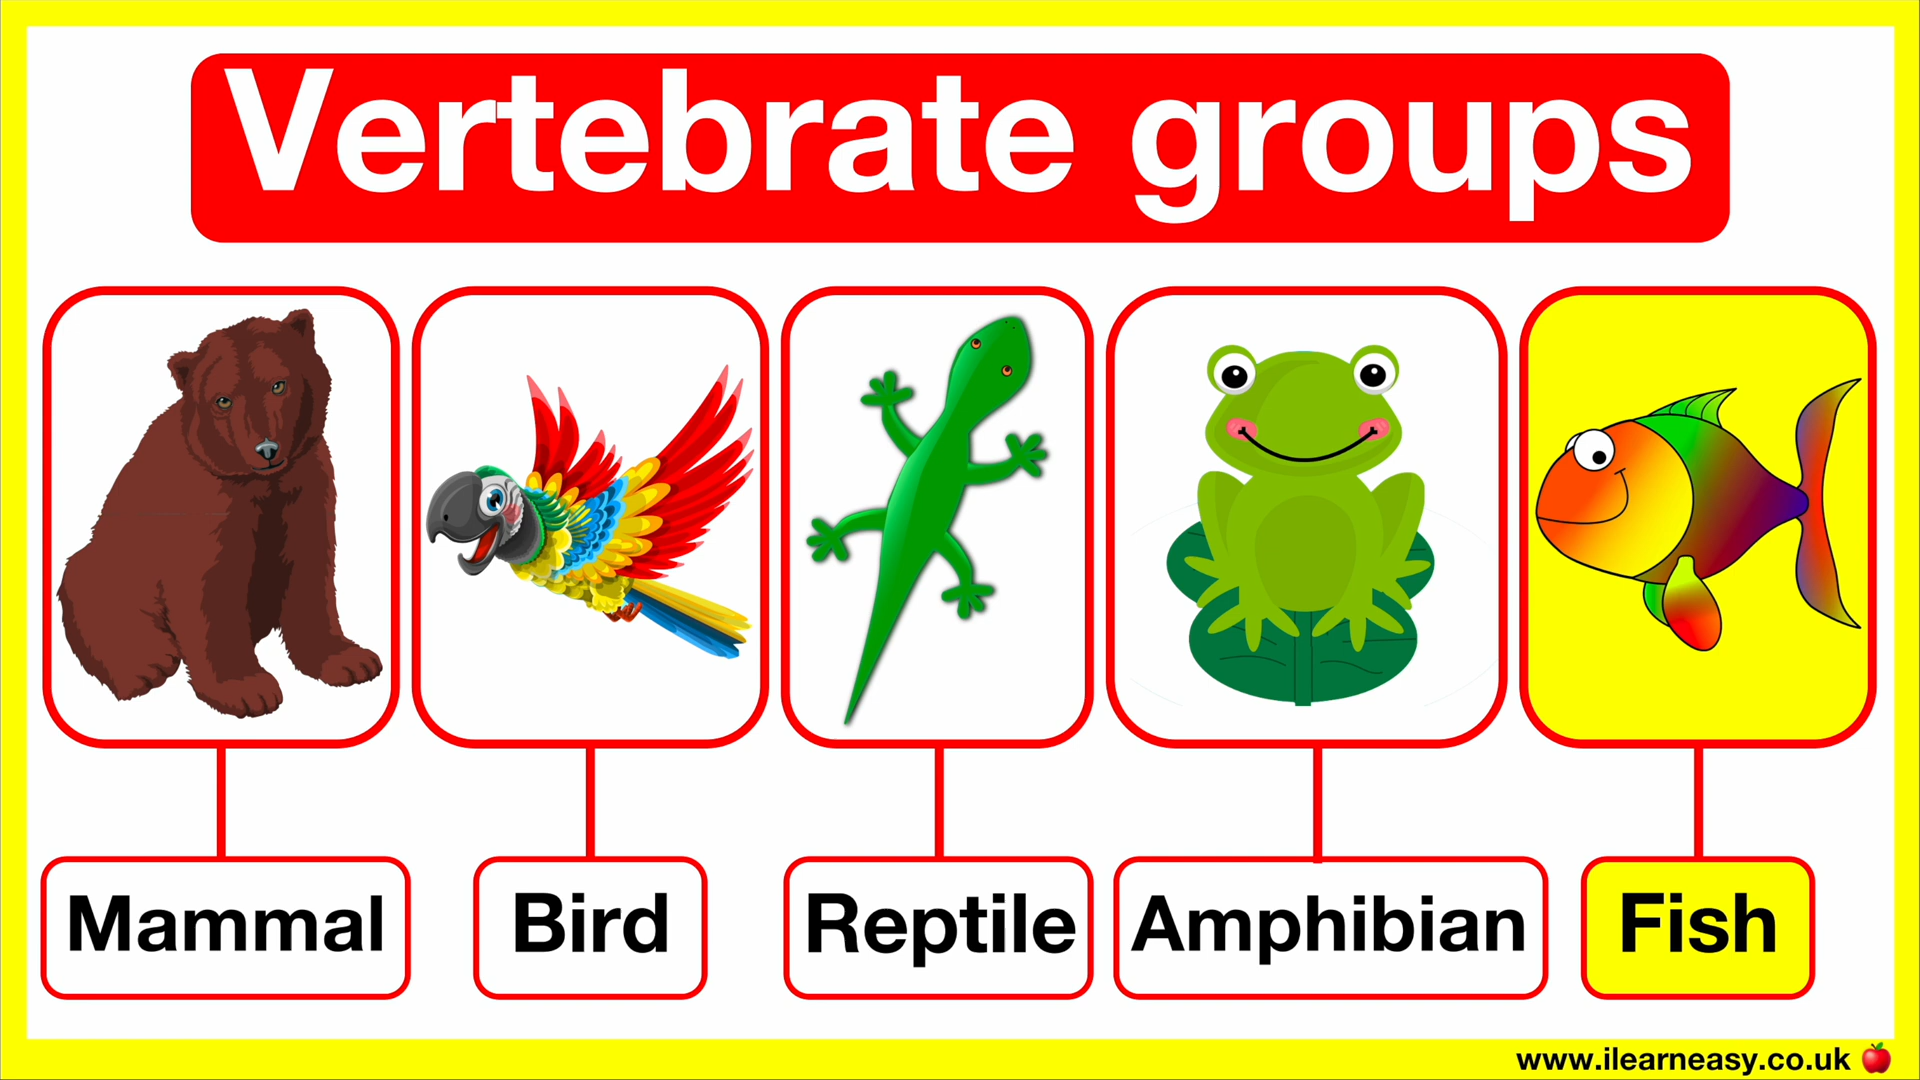 Vertebrate groups
Mammal
Bird
Reptile
Amphibian
Fish
www.ilearneasy.co.uk